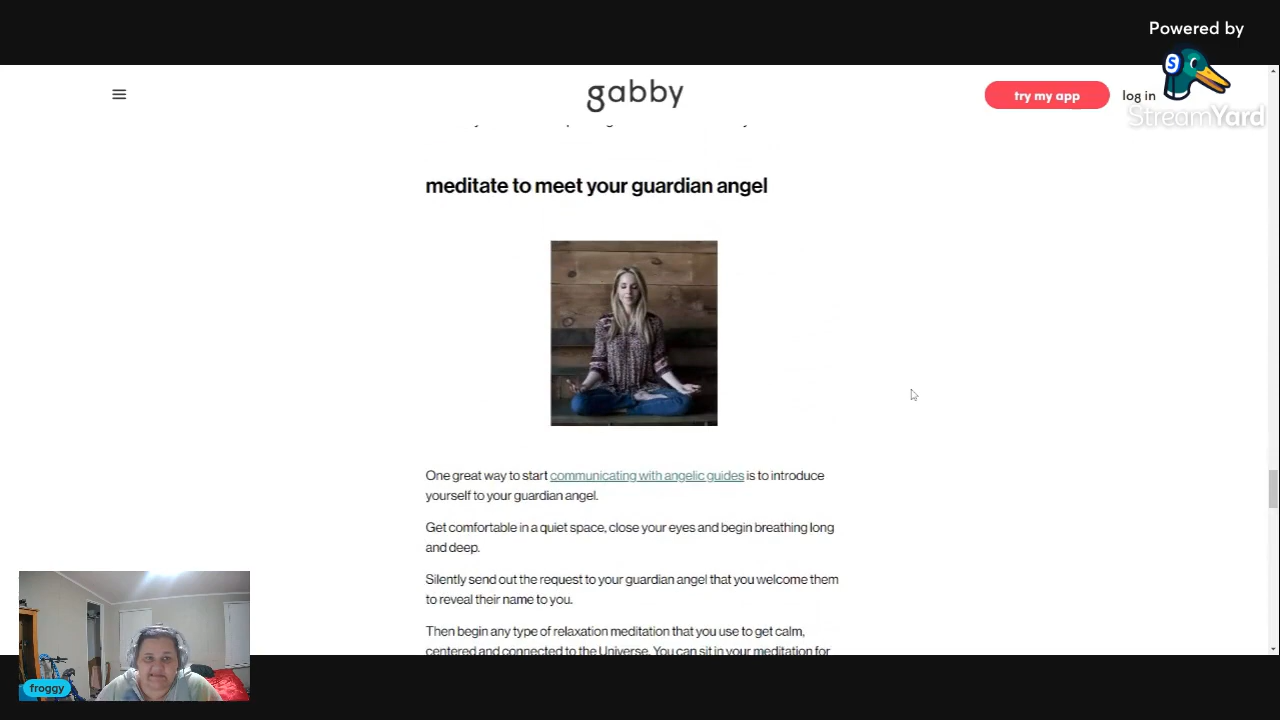 Powered by
StreamYard
gabby
try my app
log in
meditate to meet your guardian angel
One great way to start communicating with angelic guides is to introduce
yourself to your guardian angel.
Get comfortable in a quiet space, close your eyes and begin breathing long
and deep.
Silently send out the request to your guardian angel that you welcome them
to reveal their name to you.
Then begin any type of relaxation meditation that you use to get calm,
centered and connected to the Universe. You can sit in your meditation for
froggy